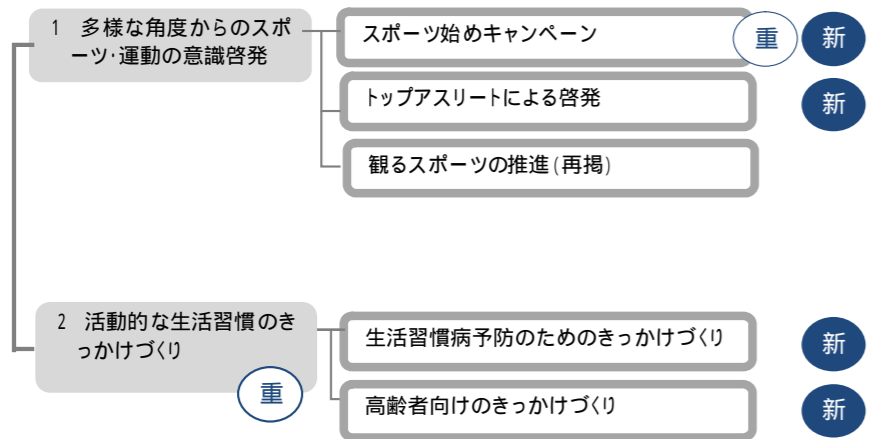 1 多様な角度からのスポ
ーツ・運動の意識啓発
スポーツ始めキャンペーン
重
新
トップアスリートによる啓発
新
観るスポーツの推進(再掲)
2 活動的な生活習慣のき
っかけづくり
重
生活習慣病予防のためのきっかけづくり
新
高齢者向けのきっかけづくり
新